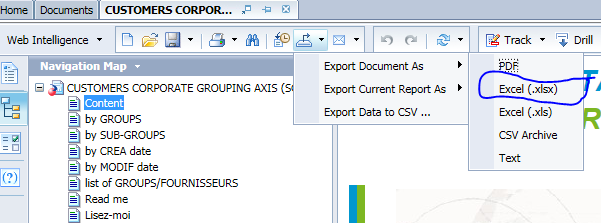 Home Documents CUSTOMERS CORPOR...
Web Intelligence Track Drill
Navigation Map
CUSTOMERS CORPORATE GROUPING AXIS (SC
Content
by GROUPS
by SUB-GROUPS
by CREA date
by MODIF date
list of GROUPS/FOURNISSEURS
Read me
Lisez-moi
Export Document As
Export Current Report As
Export Data to CSV ...
PDF
Excel (.xlsx)
Excel (.xls)
CSV Archive
Text